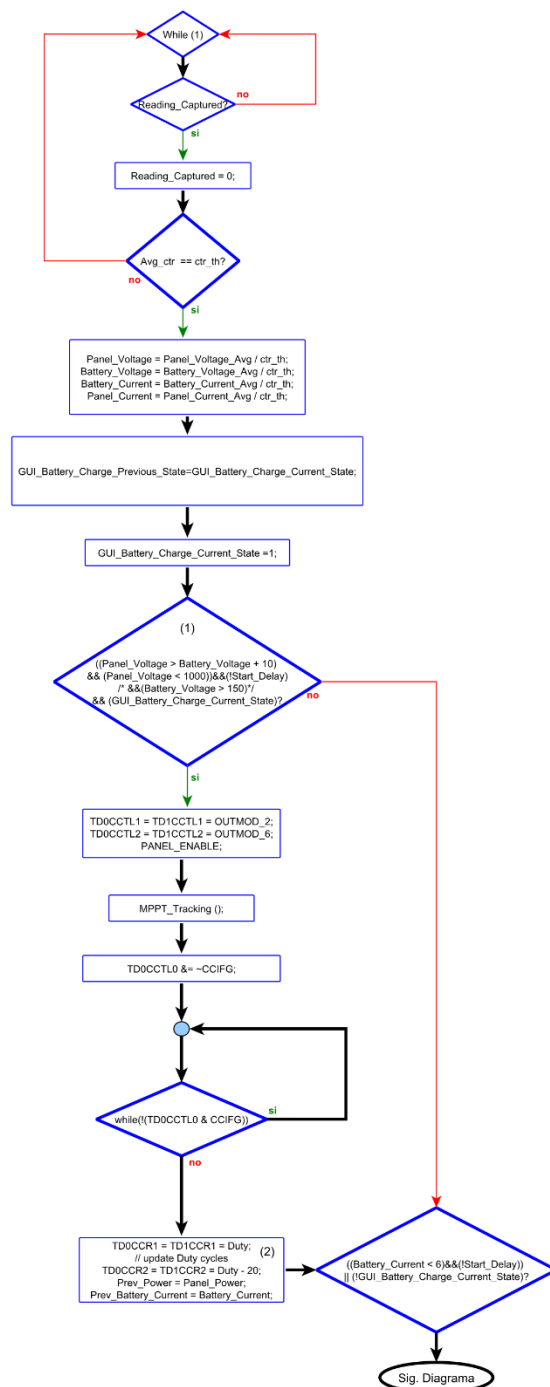 While (1)
Reading_Captured?
no
si
Reading_Captured = 0;
Avg_ctr == ctr_th?
no
si
Panel_Voltage = Panel_Voltage_Avg / ctr_th;
Battery_Voltage = Battery_Voltage_Avg / ctr_th;
Battery_Current = Battery_Current_Avg / ctr_th;
Panel_Current = Panel_Current_Avg / ctr_th;
GUI_Battery_Charge_Previous_State=GUI_Battery_Charge_Current_State;
GUI_Battery_Charge_Current_State =1;
(1)
((Panel_Voltage > Battery_Voltage + 10)
&& (Panel_Voltage < 1000))&&(!Start_Delay)
/* &&(Battery_Voltage > 150)*/
&& (GUI_Battery_Charge_Current_State)?
no
si
TD0CCTL1 = TD1CCTL1 = OUTMOD_2;
TD0CCTL2 = TD1CCTL2 = OUTMOD_6;
PANEL_ENABLE;
MPPT_Tracking ();
TD0CCTL0 &= ~CCIFG;
while(!(TD0CCTL0 & CCIFG))
si
no
TD0CCR1 = TD1CCR1 = Duty;
(2)
// update Duty cycles
TD0CCR2 = TD1CCR2 = Duty - 20;
Prev_Power = Panel_Power;
Prev_Battery_Current = Battery_Current;
((Battery_Current < 6)&&(!Start_Delay))
|| (!GUI_Battery_Charge_Current_State)?
Sig. Diagrama